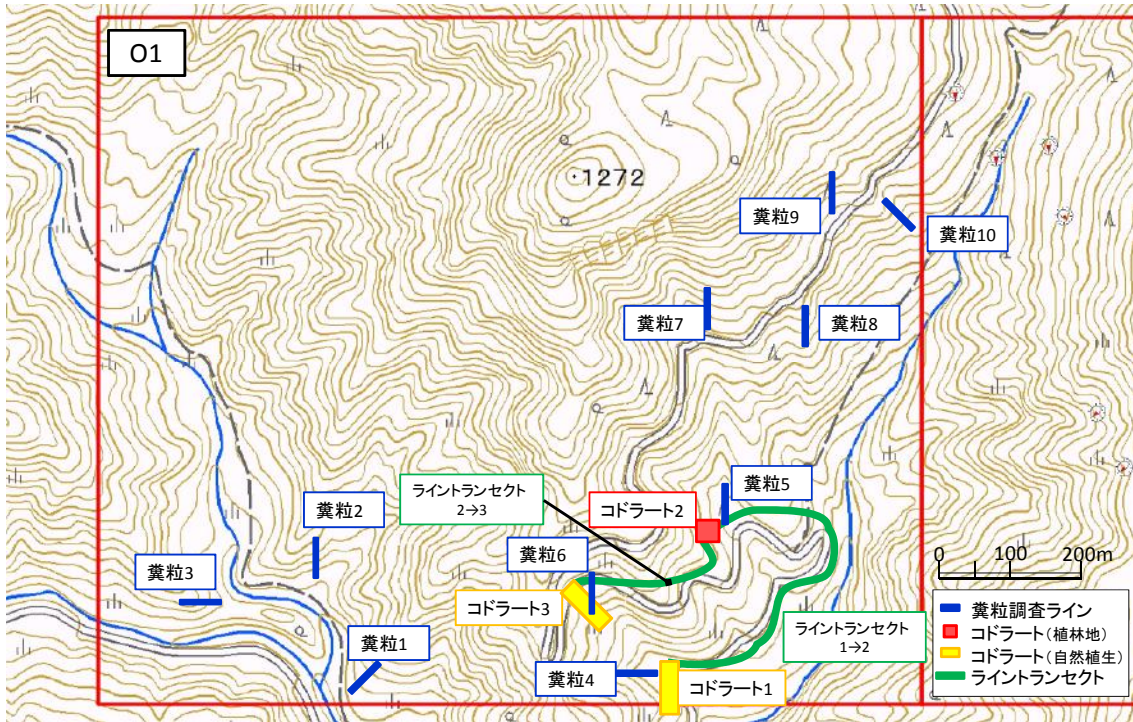 O1
1272
糞粒9
糞粒10
糞粒7
糞粒8
ライントランセクト
2→3
糞粒5
コドラート2
糞粒2
糞粒6
糞粒3
コドラート3
0 100 200m
糞粒調査ライン
コドラート(植林地)
コドラート(自然植生)
ライントランセクト
ライントランセクト
1→2
糞粒1
糞粒4
コドラート1